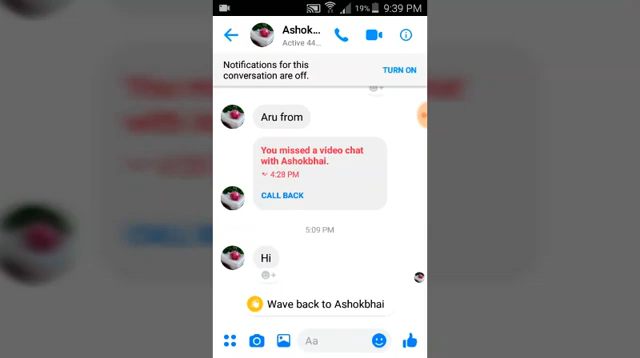 19% 9:39 PM
Ashok...
Active 44...
Notifications for this
conversation are off.
TURN ON
Aru from
You missed a video chat
with Ashokbhai.
4:28 PM
CALL BACK
5:09 PM
Hi
Wave back to Ashokbhai
Aa